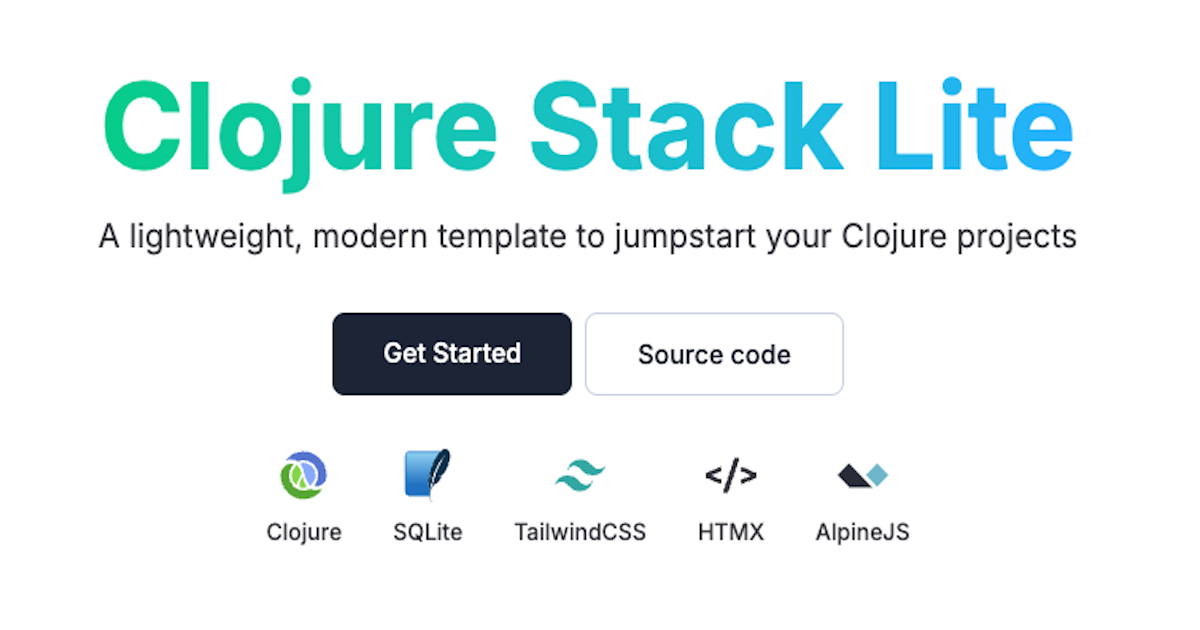 Clojure Stack Lite
A lightweight, modern template to jumpstart your Clojure projects
Get Started Source code
</>
Clojure SQLite TailwindCSS HTMX AlpineJS